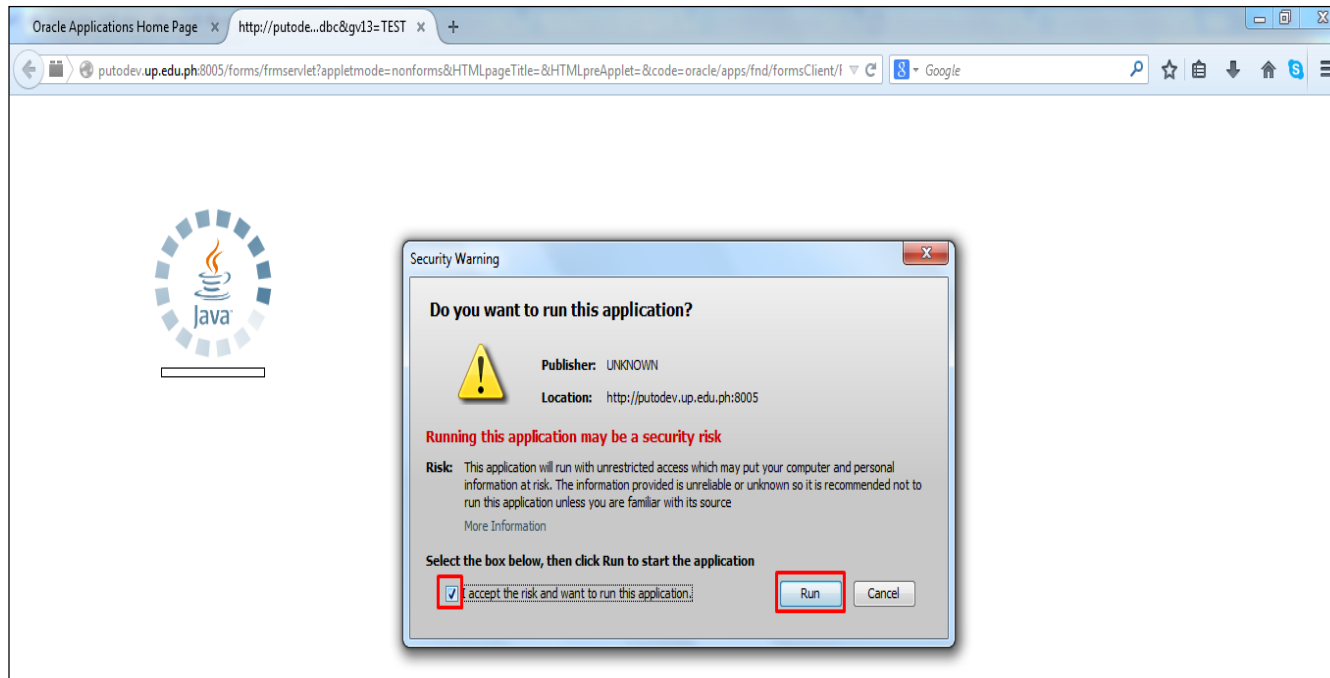 Oracle Applications Home Page
http://putode...dbc&gv13=TEST
putodev.up.edu.ph:8005/forms/frmservlet?appletmode=nonforms&HTMLpageTitle=&HTMLpreApplet=&code=oracle/apps/fnd/formsClient/
Google
Java
Security Warning
Do you want to run this application?
Publisher: UNKNOWN
Location: http://putodev.up.edu.ph:8005
Running this application may be a security risk
Risk: This application will run with unrestricted access which may put your computer and personal
information at risk. The information provided is unreliable or unknown so it is recommended not to
run this application unless you are familiar with its source
More Information
Select the box below, then click Run to start the application
I accept the risk and want to run this application.
Run
Cancel